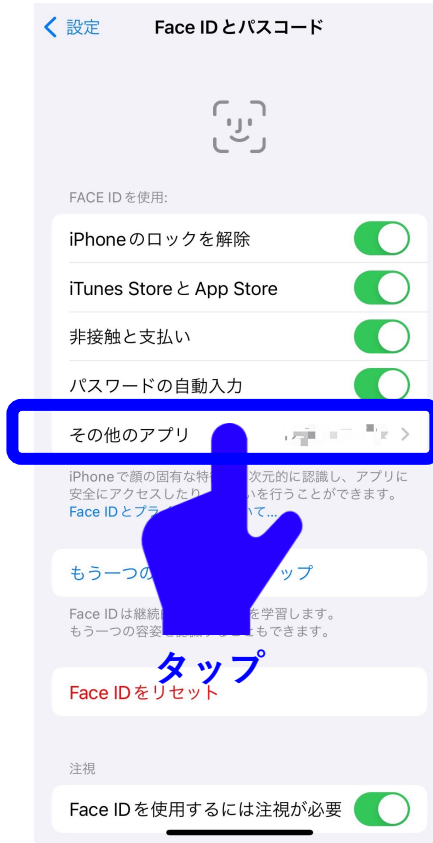 設定
Face IDとパスコード
FACE IDを使用:
iPhoneのロックを解除
iTunes StoreとApp Store
非接触と支払い
パスワードの自動入力
その他のアプリ
iPhoneで顔の固有な特 次元的に認識し、アプリに
安全にアクセスしたり いを行うことができます。
Face IDとプラ いて...
もう一つの ップ
Face IDは継続 を学習します。
もう一つの容姿 もできます。
タップ
Face IDをリセット
注視
Face IDを使用するには注視が必要